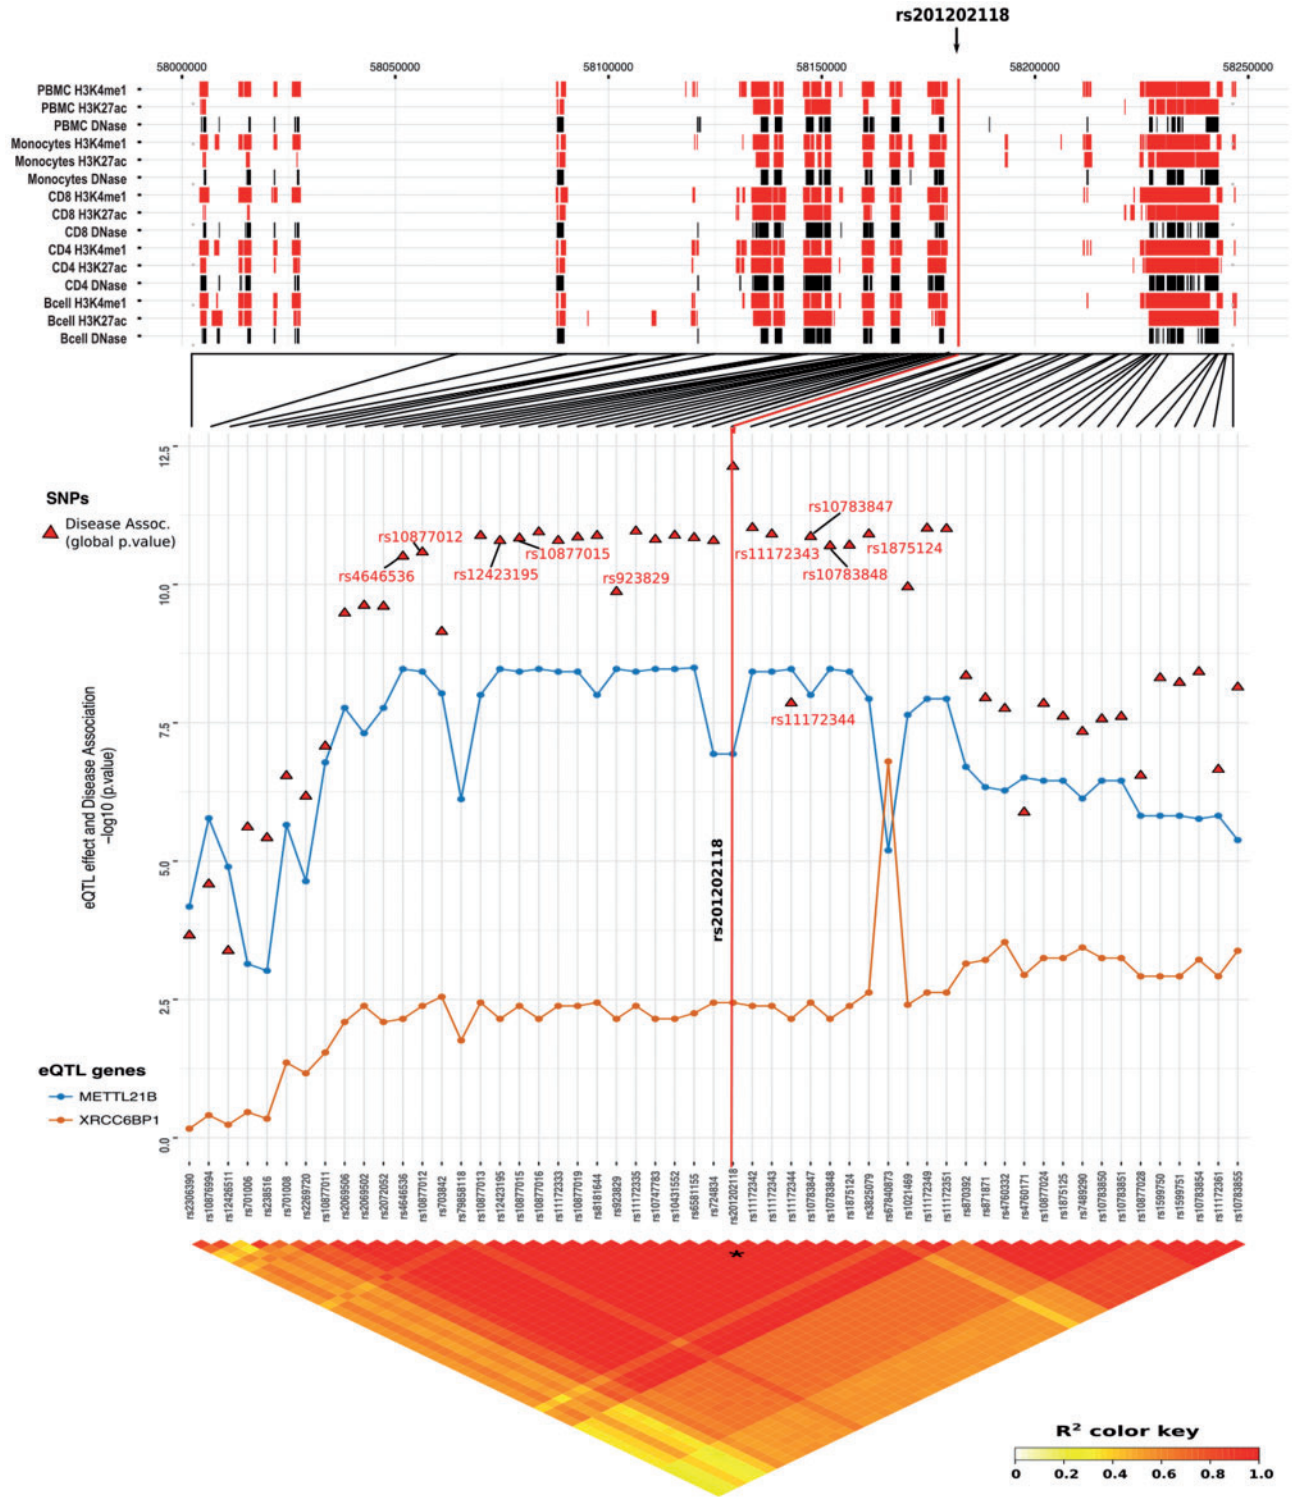 rs201202118
58000000 58050000 58100000 58150000 58200000 58250000
PBMC H3K4me1
PBMC H3K27ac
PBMC DNase
Monocytes H3K4me1
Monocytes H3K27ac
Monocytes DNase
CD8 H3K4me1
CD8 H3K27ac
CD8 DNase
CD4 H3K4me1
CD4 H3K27ac
CD4 DNase
Bcell H3K4me1
Bcell H3K27ac
Bcell DNase
12.5
10.0
7.5
5.0
2.5
0.0
SNPs
Disease Assoc.
(global p.value)
eQTL effect and Disease Association
−log10 (p.value)
rs10877012
rs4646536
rs12423195
rs10877015
rs923829
rs10783847
rs11172343
rs1875124
rs10783848
rs11172344
rs201202118
eQTL genes
METTL21B
XRCC6BP1
rs2306390
rs10876994
rs12426511
rs701006
rs238516
rs701008
rs2269720
rs10877011
rs2069506
rs2069502
rs2072052
rs4646536
rs10877012
rs703842
rs79858118
rs10877013
rs12423195
rs10877015
rs10877016
rs11172333
rs10877019
rs8181644
rs923829
rs11172335
rs10747783
rs10431552
rs6581155
rs724834
rs201202118
rs11172342
rs11172343
rs11172344
rs10783847
rs10783848
rs1875124
rs3825079
rs67840873
rs1021469
rs11172349
rs11172351
rs870392
rs871871
rs4760332
rs4760171
rs10877024
rs1875125
rs7489290
rs10783850
rs10783851
rs10877028
rs1599750
rs1599751
rs10783854
rs11172261
rs10783855
*
R² color key
0 0.2 0.4 0.6 0.8 1.0